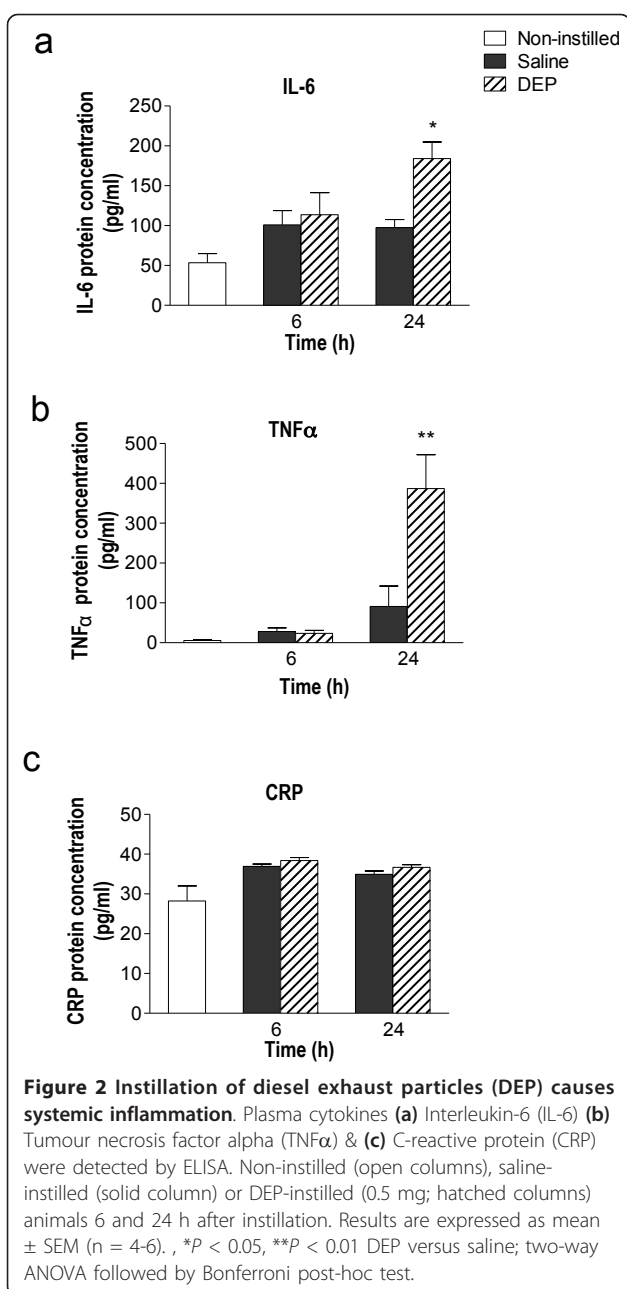 a
Non-instilled
Saline
DEP
IL-6
IL-6 protein concentration
(pg/ml)
250
200
150
100
50
0
*
6
24
Time (h)
b
TNFα
TNFα protein concentration
(pg/ml)
500
400
300
200
100
0
**
6
24
Time (h)
c
CRP
CRP protein concentration
(pg/ml)
50
40
30
20
10
0
6
24
Time (h)
Figure 2 Instillation of diesel exhaust particles (DEP) causes
systemic inflammation. Plasma cytokines (a) Interleukin-6 (IL-6) (b)
Tumour necrosis factor alpha (TNFα) & (c) C-reactive protein (CRP)
were detected by ELISA. Non-instilled (open columns), saline-
instilled (solid column) or DEP-instilled (0.5 mg; hatched columns)
animals 6 and 24 h after instillation. Results are expressed as mean
± SEM (n = 4-6). , *P < 0.05, **P < 0.01 DEP versus saline; two-way
ANOVA followed by Bonferroni post-hoc test.